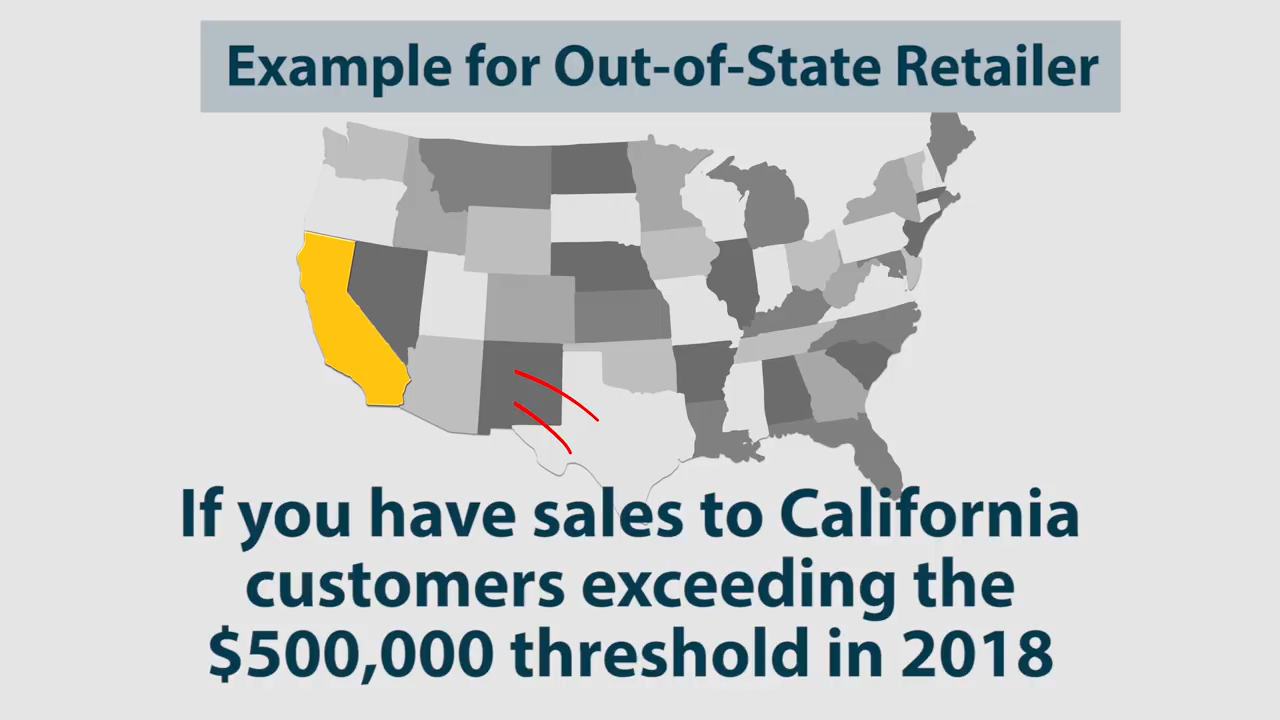 Example for Out-of-State Retailer
If you have sales to California
customers exceeding the
$500,000 threshold in 2018